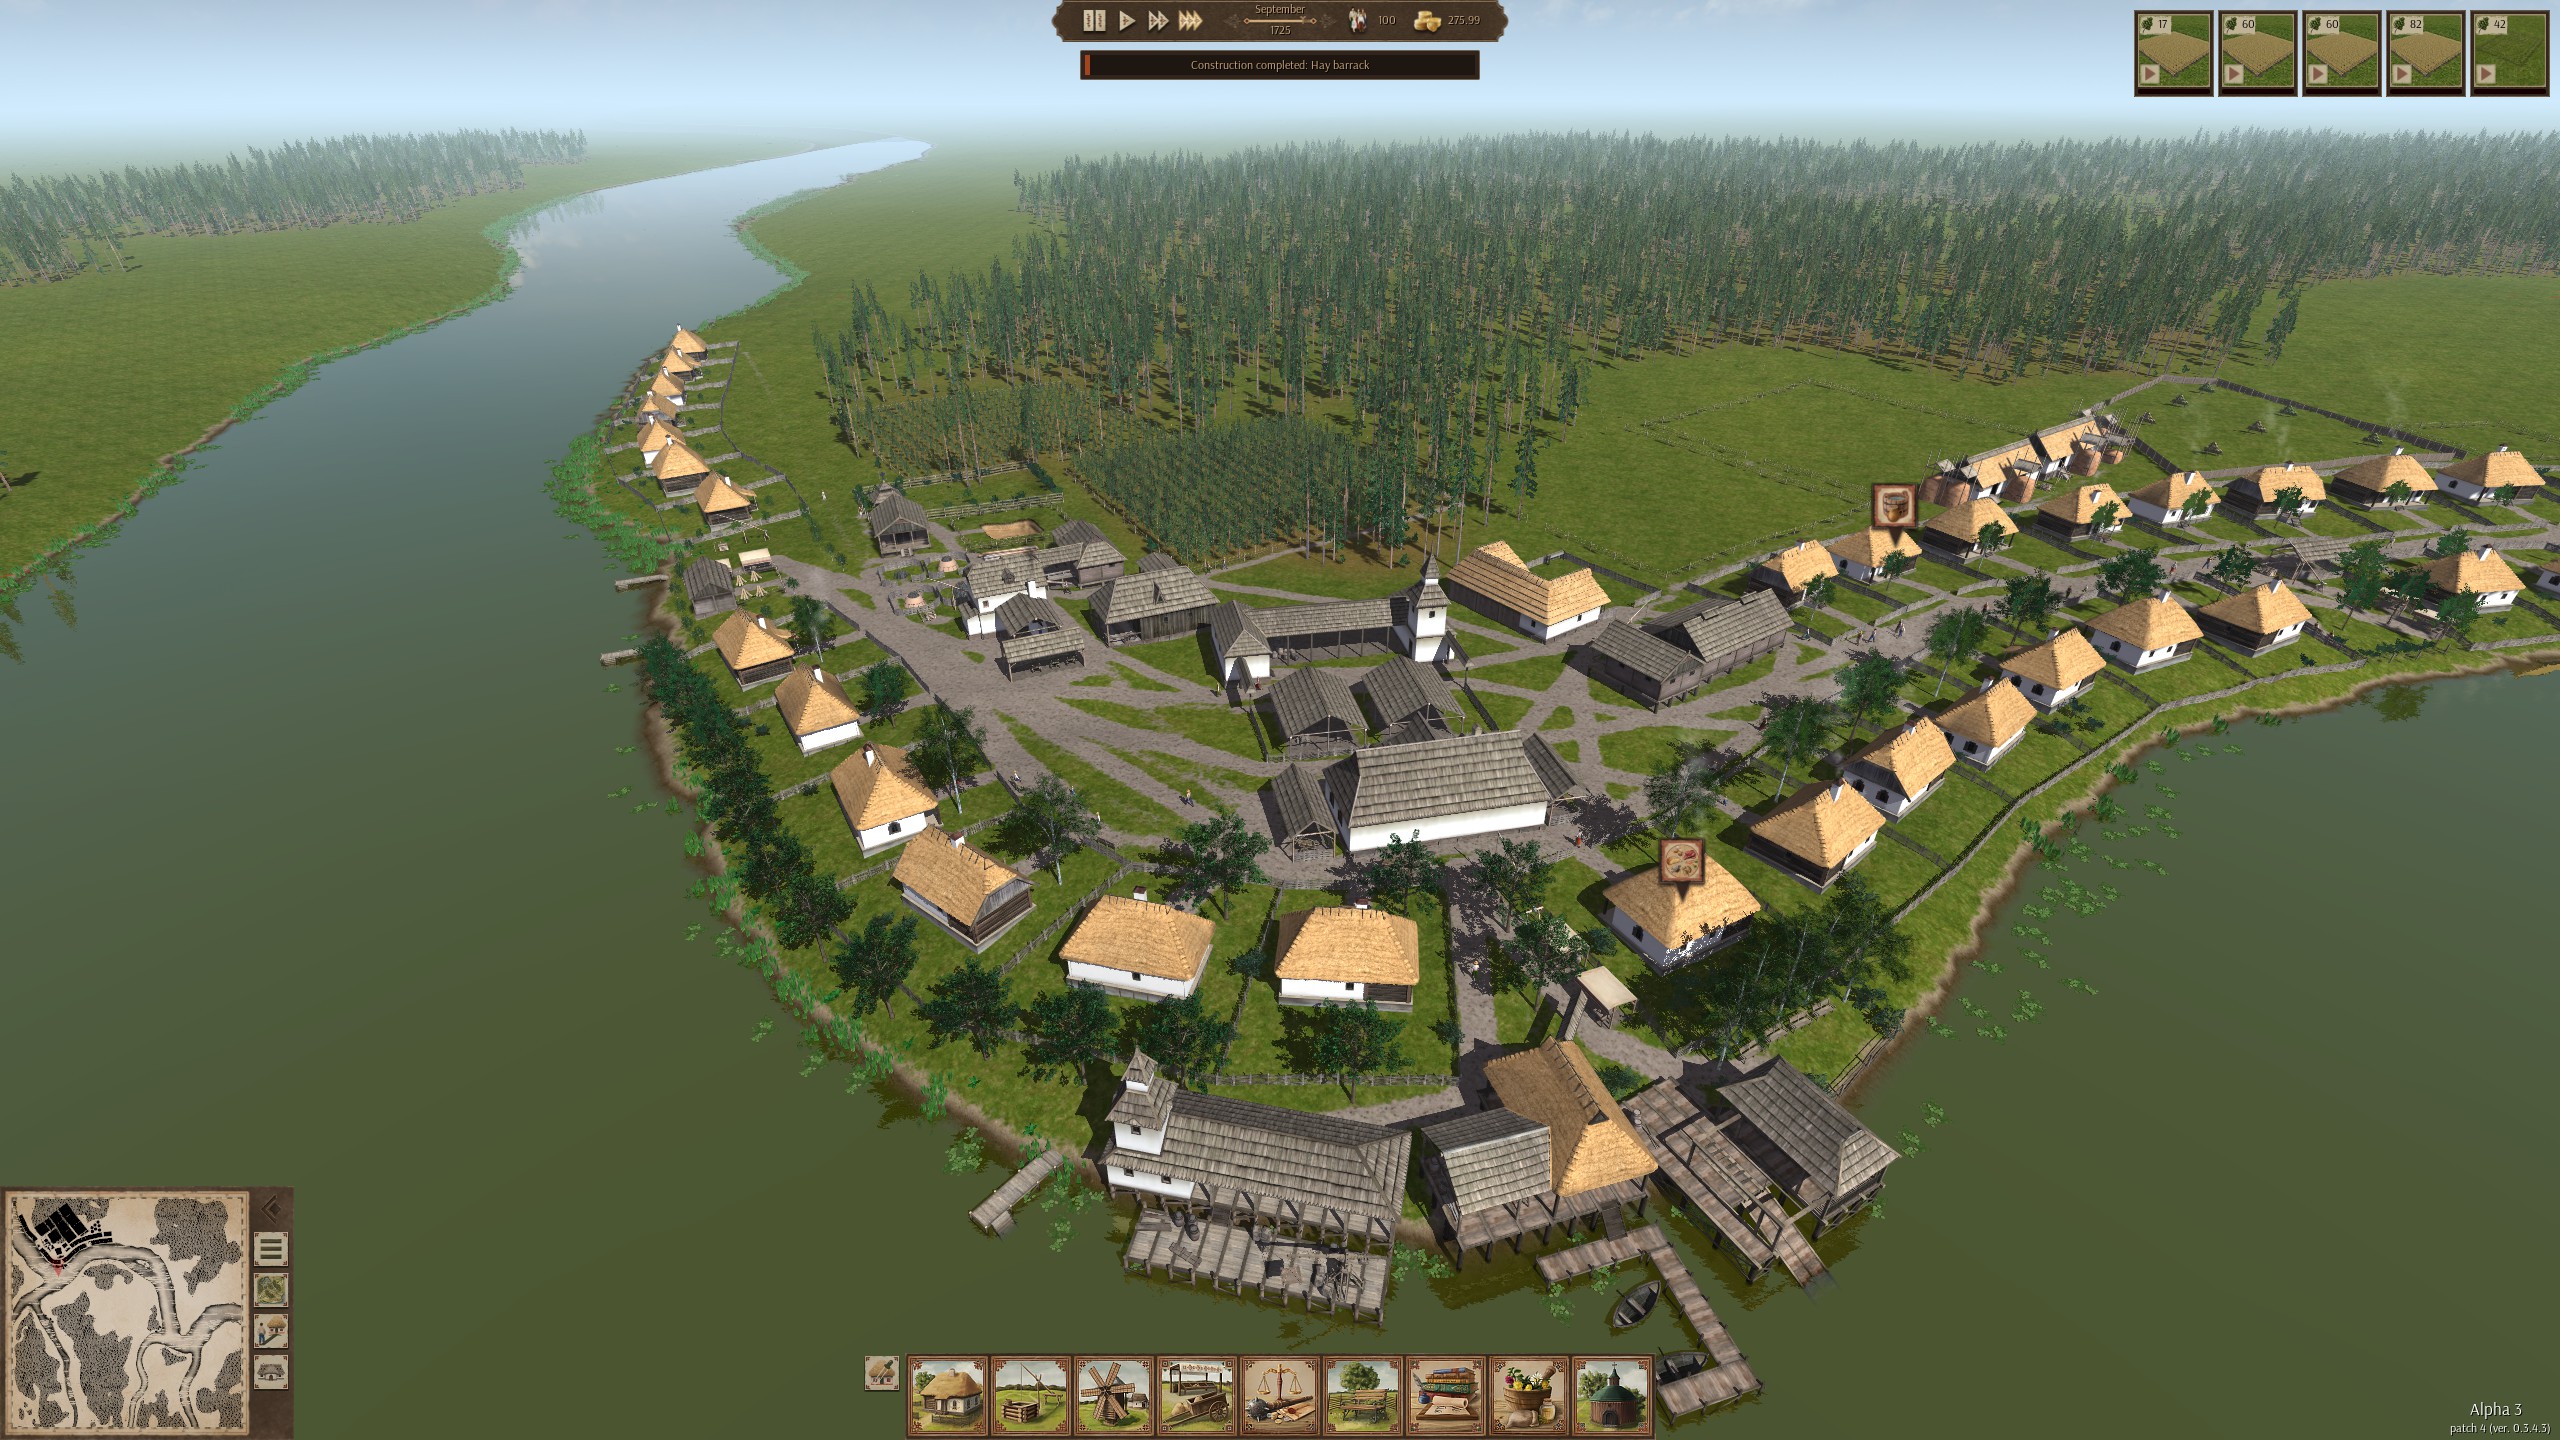 September
1725
100
275.99
Construction completed: Hay barrack
17
60
60
82
42
Alpha 3
patch 4 (ver. 0.3.4.3)